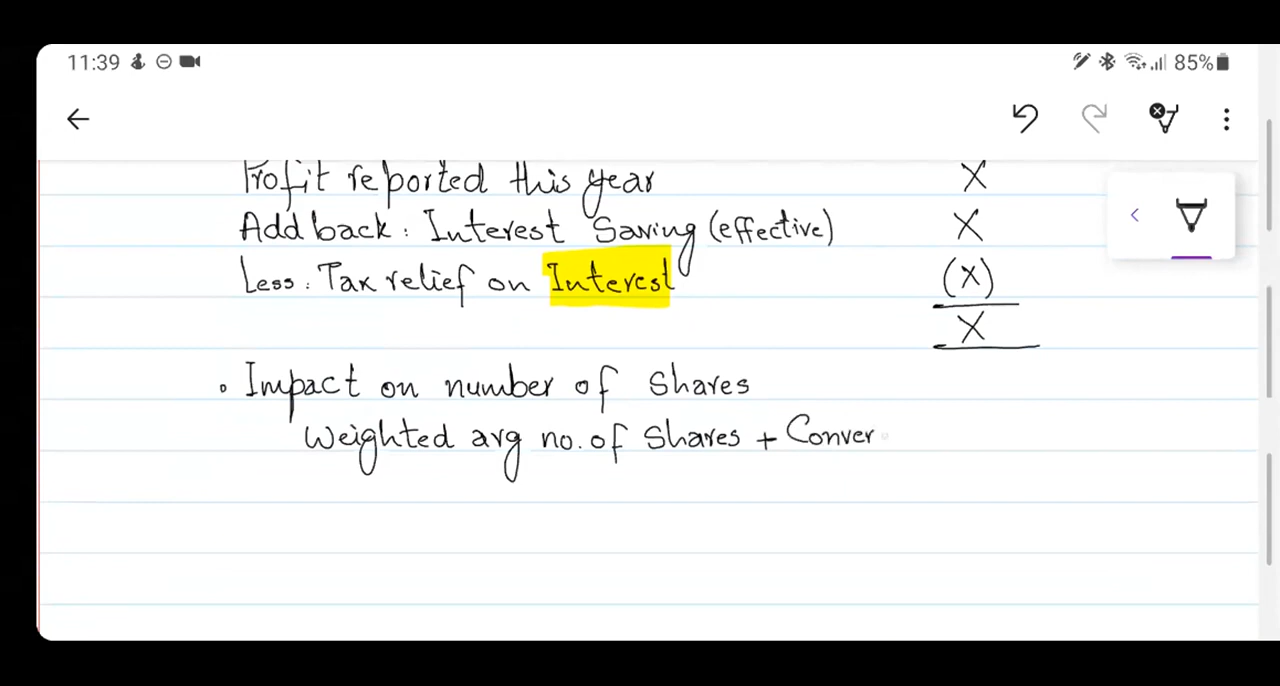 11:39 85%
Profit reported this year X
Add back: Interest Saving (effective) X
Less: Tax relief on Interest (X)
X
• Impact on number of shares
Weighted avg no. of Shares + Conver